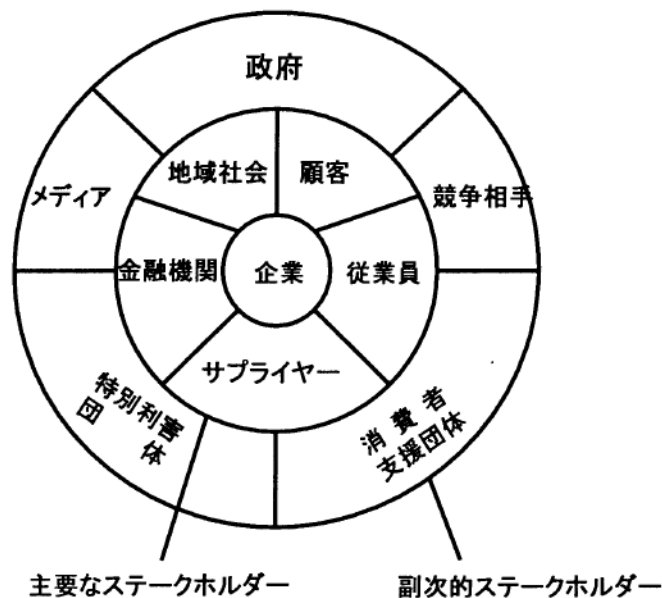 政府
メディア
地域社会
顧客
競争相手
金融機関
企業
従業員
サプライヤー
特別利害
団体
消費者
支援団体
主要なステークホルダー
副次的ステークホルダー